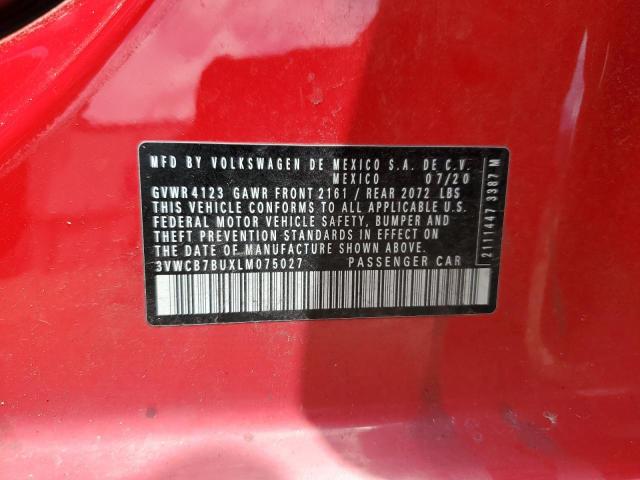 MFD BY VOLKSWAGEN DE MEXICO S.A. DE C.V.
MEXICO 07/20
GVWR 4123 GAWR FRONT 2161 / REAR 2072 LBS
THIS VEHICLE CONFORMS TO ALL APPLICABLE U.S.
FEDERAL MOTOR VEHICLE SAFETY, BUMPER AND
THEFT PREVENTION STANDARDS IN EFFECT ON
THE DATE OF MANUFACTURE SHOWN ABOVE.
3VWCB7BUXLM075027 PASSENGER CAR
2111447 3387 M